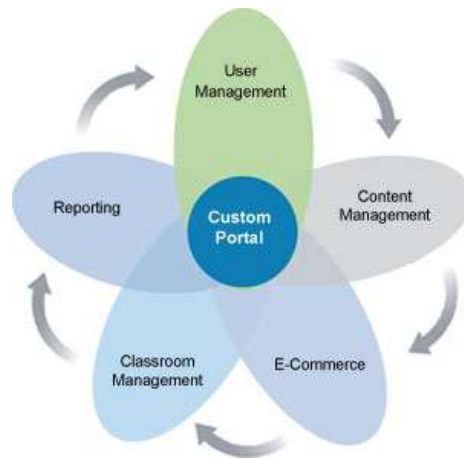 User
Management
Content
Management
E-Commerce
Classroom
Management
Reporting
Custom
Portal